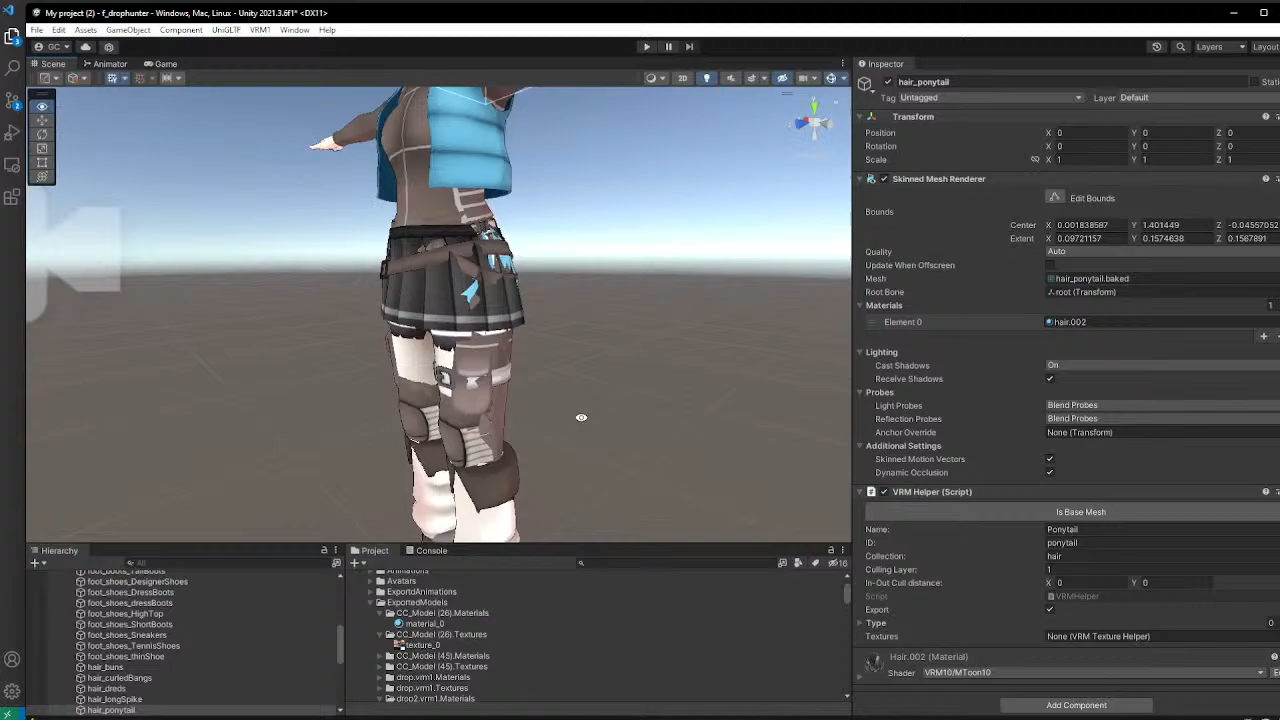 My project (2) - f_drophunter - Windows, Mac, Linux - Unity 2021.3.6f1* <DX11>
File Edit Assets GameObject Component UniGLTF VRM1 Window Help
GC Layers Layout
Scene Animator Game Inspector
2D
hair_ponytail Stati
Tag Untagged Layer Default
Transform
Position X 0 Y 0 Z 0
Rotation X 0 Y 0 Z 0
Scale X 1 Y 1 Z 1
Skinned Mesh Renderer
Edit Bounds
Bounds
Center X 0.001838587 Y 1.401449 Z -0.04557052
Extent X 0.09721157 Y 0.1574638 Z 0.1567891
Quality Auto
Update When Offscreen
Mesh hair_ponytail.baked
Root Bone root (Transform)
Materials 1
Element 0 hair.002
Lighting
Cast Shadows On
Receive Shadows
Probes
Light Probes Blend Probes
Reflection Probes Blend Probes
Anchor Override None (Transform)
Additional Settings
Skinned Motion Vectors
Dynamic Occlusion
VRM Helper (Script)
Is Base Mesh
Name: Ponytail
ID: ponytail
Collection: hair
Culling Layer: 1
In-Out Cull distance: X 0 Y 0
Script VRMHelper
Export
Type 0
Textures None (VRM Texture Helper)
Hair.002 (Material)
Shader VRM10/MToon10
Add Component
Hierarchy
All
foot_boots_TallBoots
foot_shoes_DesignerShoes
foot_shoes_DressBoots
foot_shoes_dressBoots
foot_shoes_HighTop
foot_shoes_ShortBoots
foot_shoes_Sneakers
foot_shoes_TennisShoes
foot_shoes_thinShoe
hair_buns
hair_curledBangs
hair_dreds
hair_longSpike
hair_ponytail
Project Console
16
Animations
Avatars
ExportdAnimations
ExportedModels
CC_Model (26).Materials
material_0
CC_Model (26).Textures
texture_0
CC_Model (45).Materials
CC_Model (45).Textures
drop.vrm1.Materials
drop.vrm1.Textures
drop2.vrm1.Materials